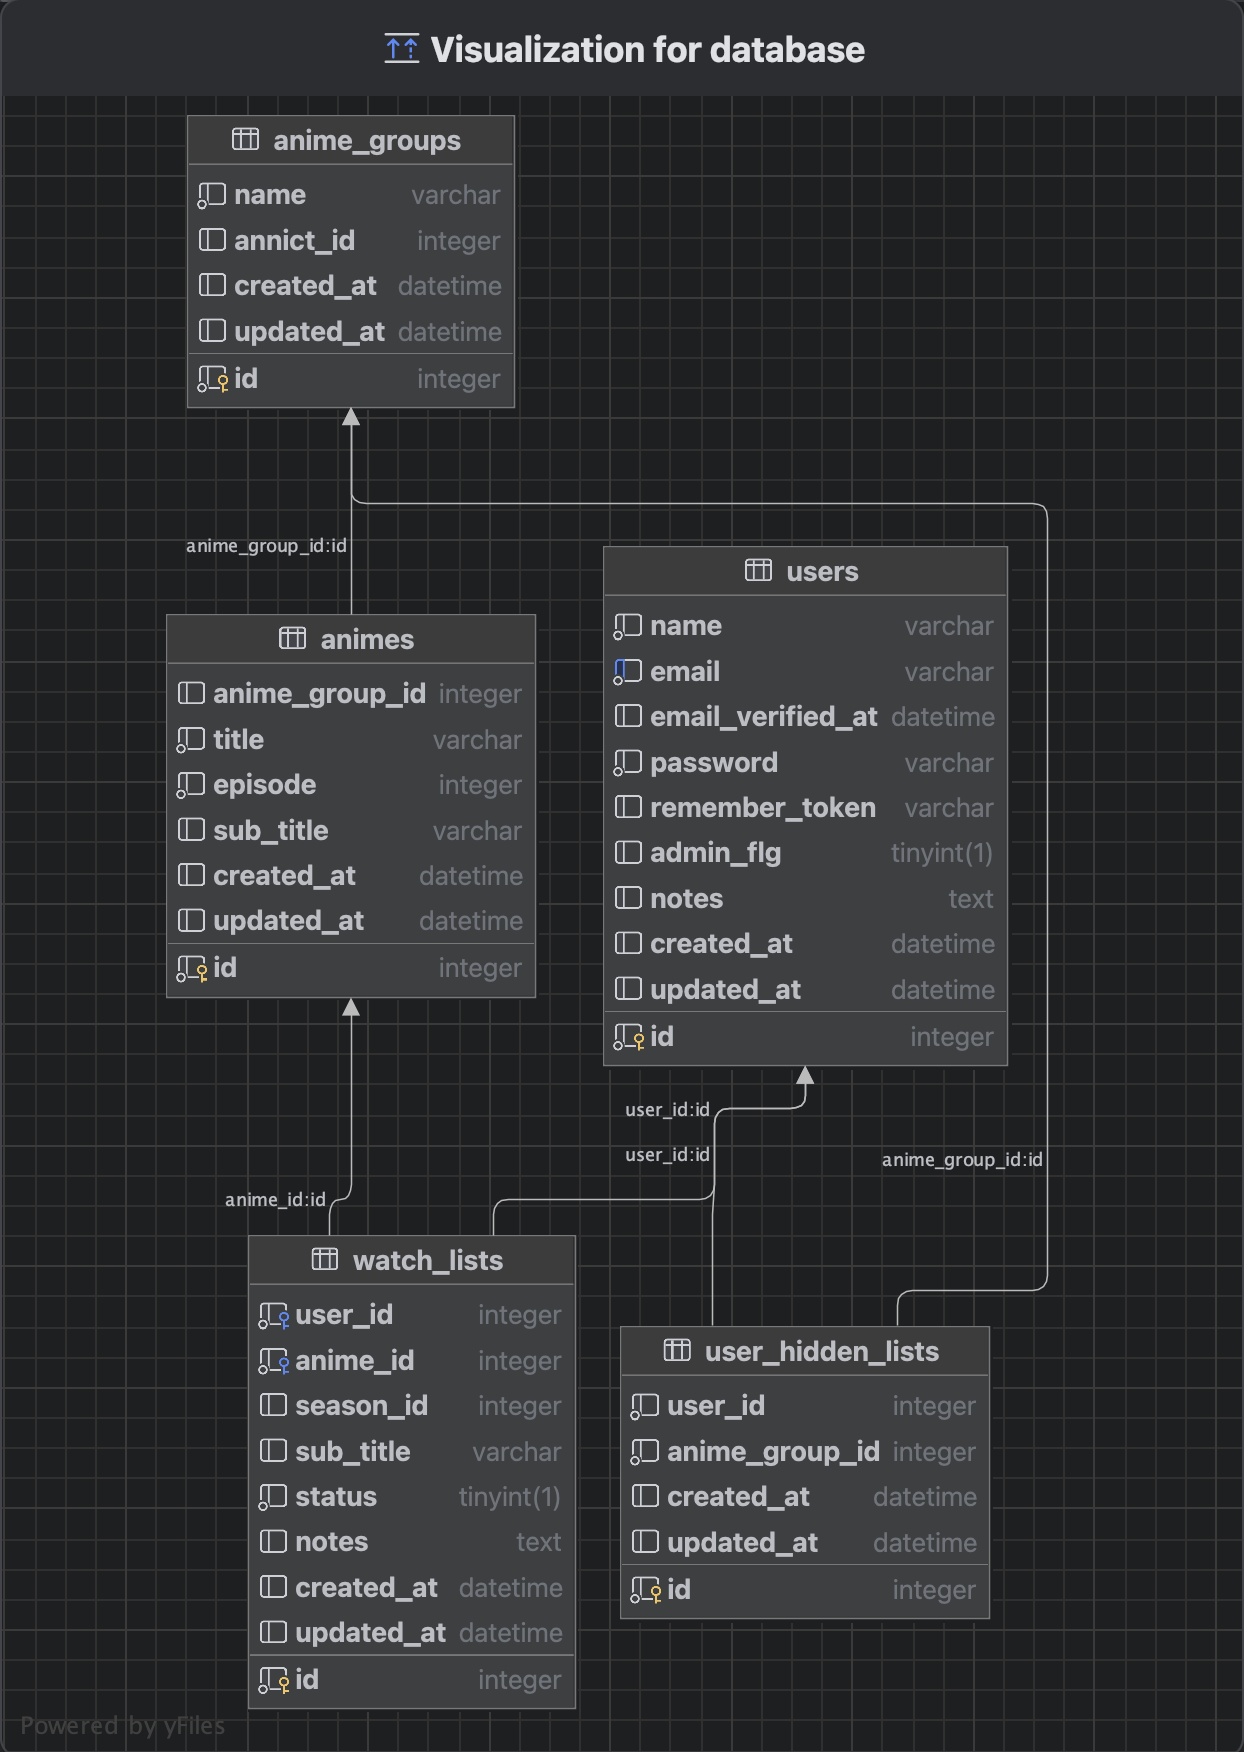 Visualization for database
anime_groups
name varchar
annict_id integer
created_at datetime
updated_at datetime
id integer
anime_group_id:id
animes
anime_group_id integer
title varchar
episode integer
sub_title varchar
created_at datetime
updated_at datetime
id integer
users
name varchar
email varchar
email_verified_at datetime
password varchar
remember_token varchar
admin_flg tinyint(1)
notes text
created_at datetime
updated_at datetime
id integer
user_id:id
user_id:id
anime_group_id:id
anime_id:id
watch_lists
user_id integer
anime_id integer
season_id integer
sub_title varchar
status tinyint(1)
notes text
created_at datetime
updated_at datetime
id integer
user_hidden_lists
user_id integer
anime_group_id integer
created_at datetime
updated_at datetime
id integer
Powered by yFiles